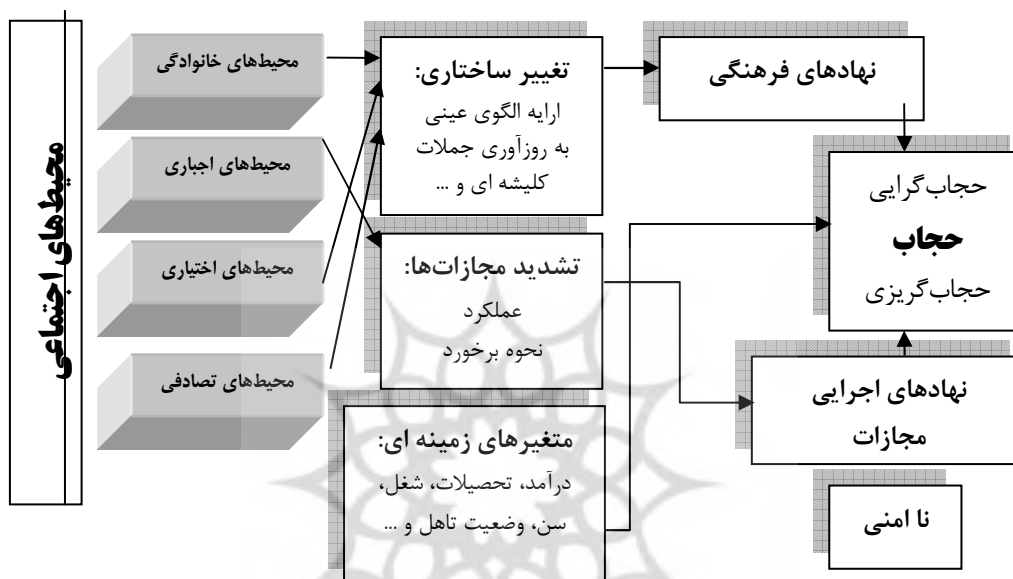 محیط‌های اجتماعی
محیط‌های خانوادگی
محیط‌های اجباری
محیط‌های اختیاری
محیط‌های تصادفی
تغییر ساختاری:
ارایه الگوی عینی
به روزآوری جملات
کلیشه ای و ...
تشدید مجازات‌ها:
عملکرد
نحوه برخورد
متغیرهای زمینه ای:
درآمد، تحصیلات، شغل،
سن، وضعیت تاهل و ...
نهادهای فرهنگی
حجاب‌گرایی
حجاب
حجاب‌گریزی
نهادهای اجرایی
مجازات
نا امنی